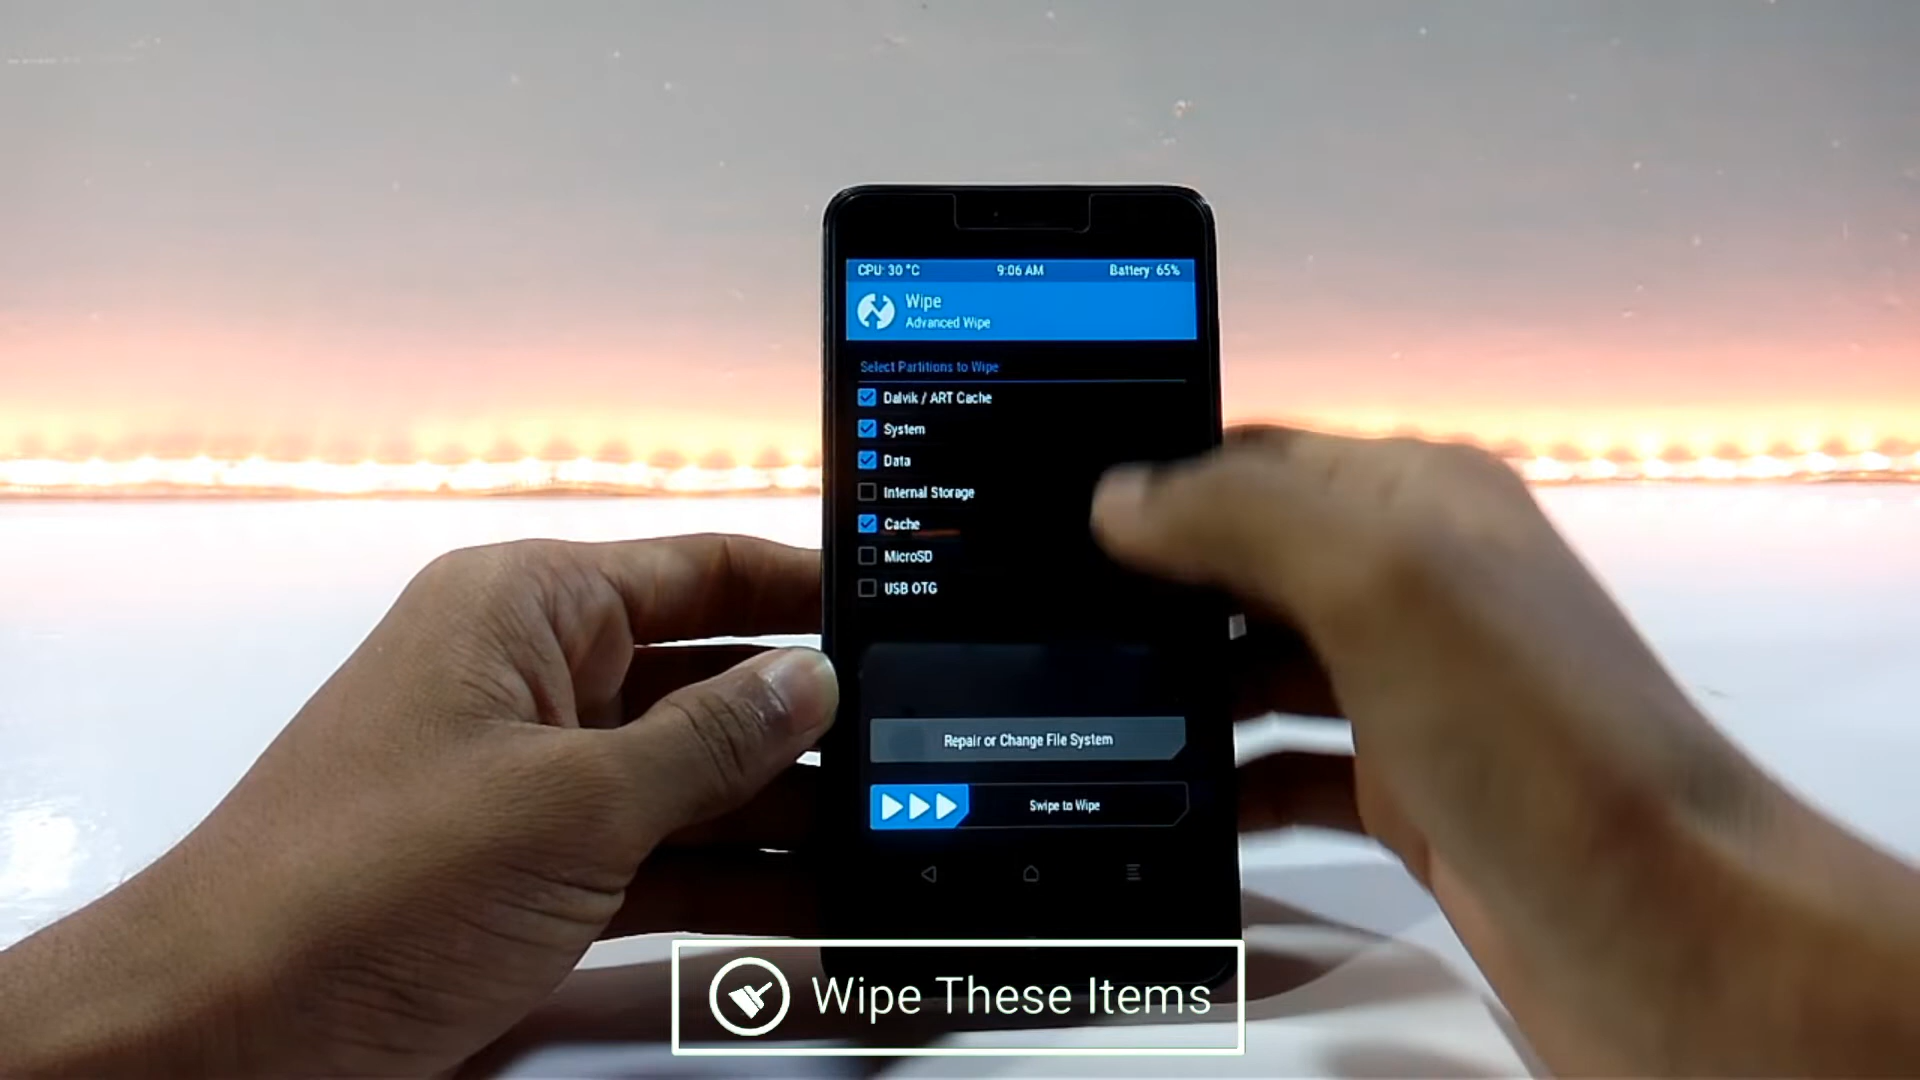 CPU: 30 °C 9:06 AM Battery: 65%
Wipe
Advanced Wipe
Select Partitions to Wipe
Dalvik / ART Cache
System
Data
Internal Storage
Cache
MicroSD
USB OTG
Repair or Change File System
Swipe to Wipe
Wipe These Items